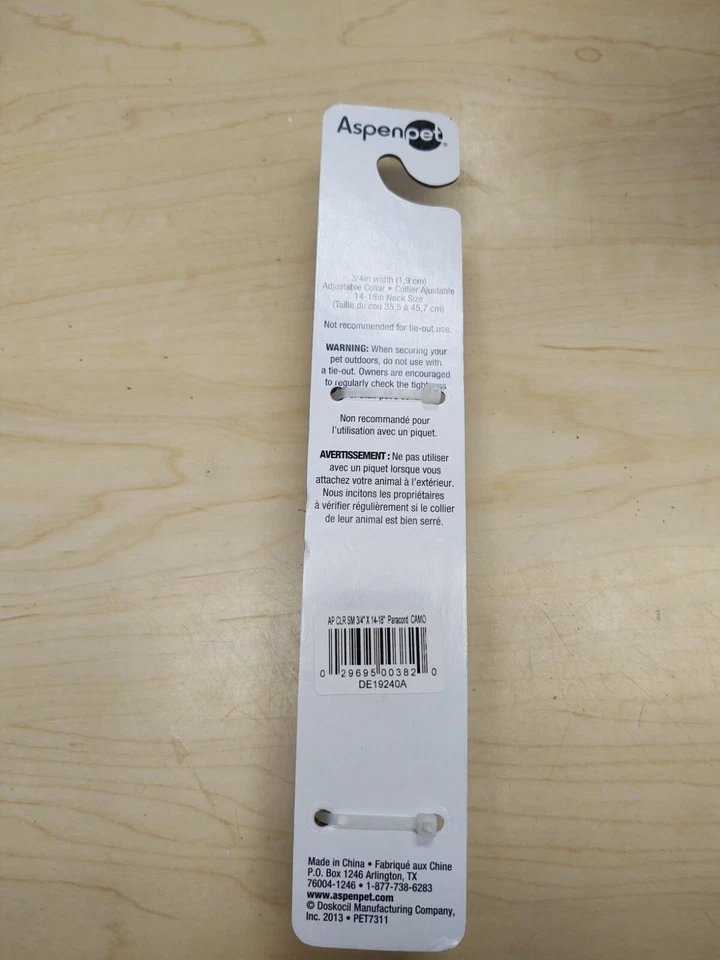 Aspenpet®
3/4in width (1,9 cm)
Adjustable Collar • Collier Ajustable
14-18in Neck Size
(Taille du cou 35,5 à 45,7 cm)
Not recommended for tie-out use.
WARNING: When securing your
pet outdoors, do not use with
a tie-out. Owners are encouraged
to regularly check the tightness
Non recommandé pour
l'utilisation avec un piquet.
AVERTISSEMENT : Ne pas utiliser
avec un piquet lorsque vous
attachez votre animal à l'extérieur.
Nous incitons les propriétaires
à vérifier régulièrement si le collier
de leur animal est bien serré.
AP CLR SM 3/4" X 14-18" Paracord CAMO
0 29695 00382 0
DE19240A
Made in China • Fabriqué aux Chine
P.O. Box 1246 Arlington, TX
76004-1246 • 1-877-738-6283
www.aspenpet.com
© Doskocil Manufacturing Company,
Inc. 2013 • PET7311